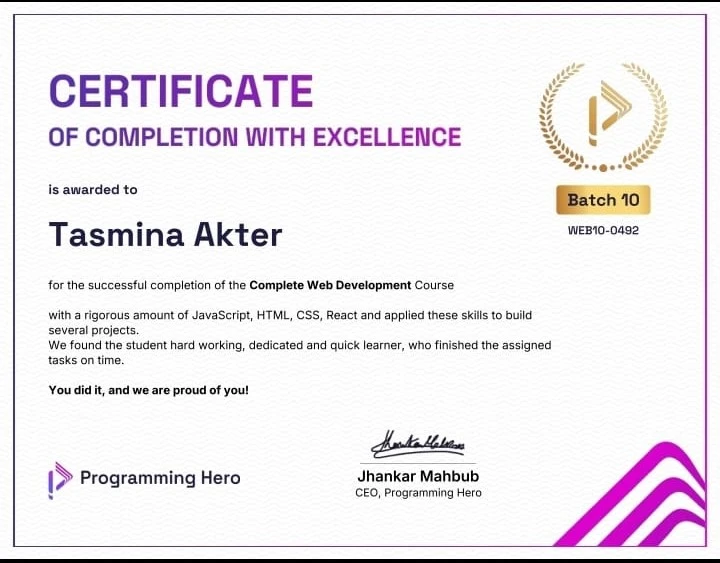 CERTIFICATE
OF COMPLETION WITH EXCELLENCE
is awarded to
Tasmina Akter
Batch 10
WEB10-0492
for the successful completion of the Complete Web Development Course
with a rigorous amount of JavaScript, HTML, CSS, React and applied these skills to build
several projects.
We found the student hard working, dedicated and quick learner, who finished the assigned
tasks on time.
You did it, and we are proud of you!
Programming Hero
Jhankar Mahbub
CEO, Programming Hero